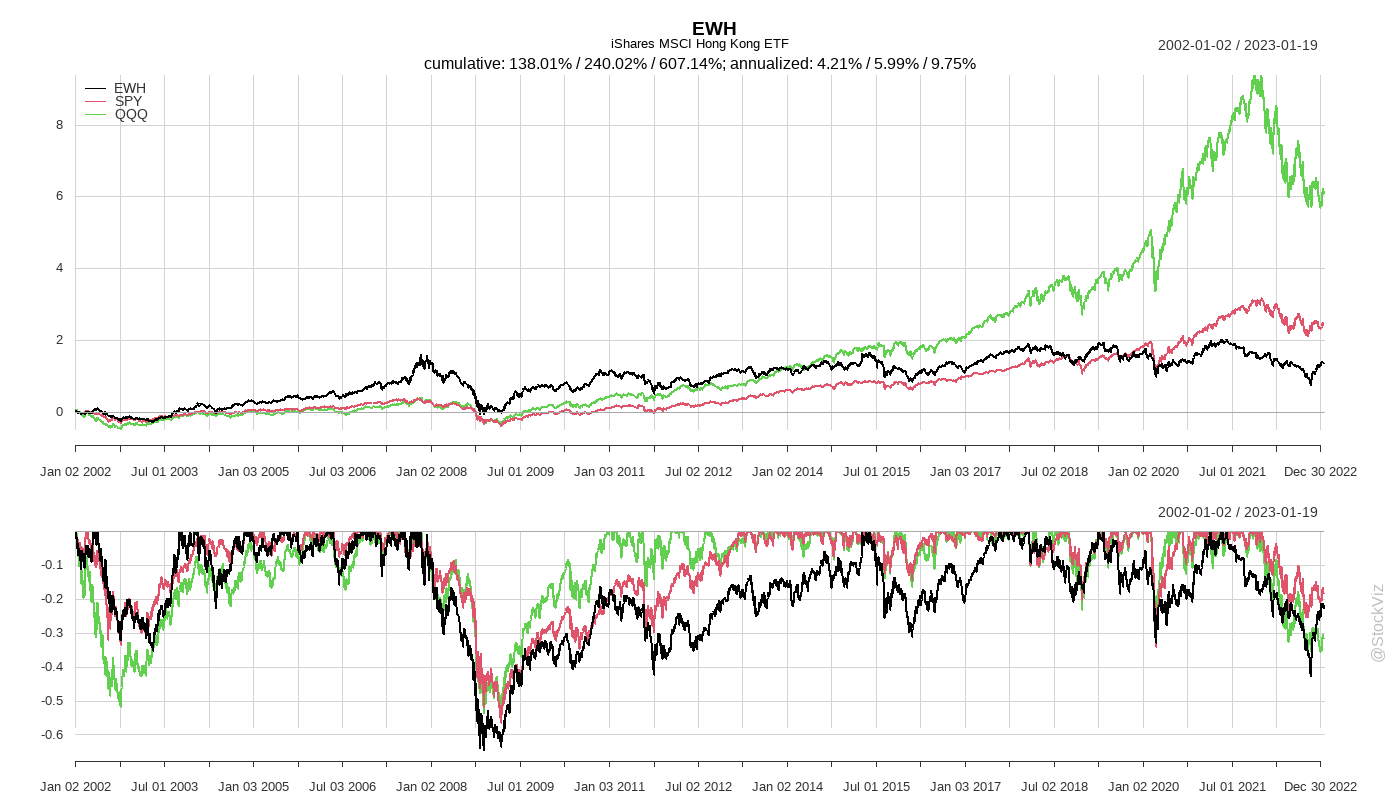 EWH
iShares MSCI Hong Kong ETF
2002-01-02 / 2023-01-19
cumulative: 138.01% / 240.02% / 607.14%; annualized: 4.21% / 5.99% / 9.75%
EWH
SPY
QQQ
8
6
4
2
0
Jan 02 2002 Jul 01 2003 Jan 03 2005 Jul 03 2006 Jan 02 2008 Jul 01 2009 Jan 03 2011 Jul 02 2012 Jan 02 2014 Jul 01 2015 Jan 03 2017 Jul 02 2018 Jan 02 2020 Jul 01 2021 Dec 30 2022
2002-01-02 / 2023-01-19
-0.1
-0.2
-0.3
-0.4
-0.5
-0.6
Jan 02 2002 Jul 01 2003 Jan 03 2005 Jul 03 2006 Jan 02 2008 Jul 01 2009 Jan 03 2011 Jul 02 2012 Jan 02 2014 Jul 01 2015 Jan 03 2017 Jul 02 2018 Jan 02 2020 Jul 01 2021 Dec 30 2022
@StockViz